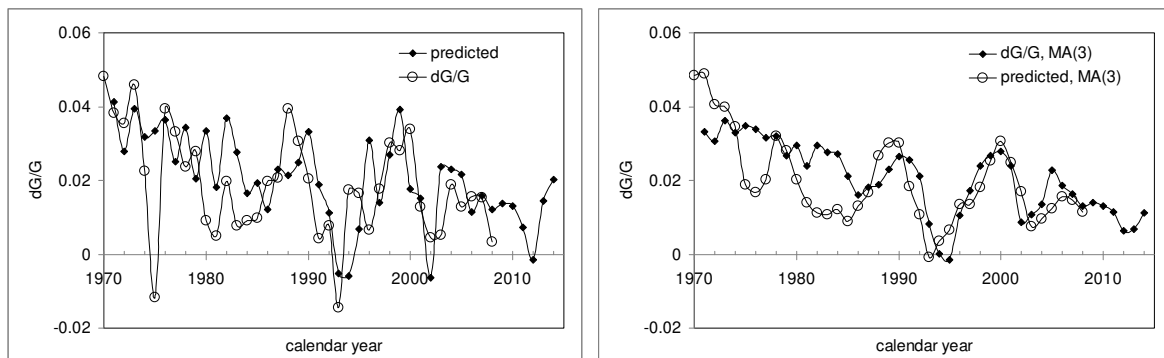 0.06
0.04
0.02
0
-0.02
dG/G
1970
1980
1990
2000
2010
calendar year
predicted
dG/G
0.06
0.04
0.02
0
-0.02
dG/G
1970
1980
1990
2000
2010
calendar year
dG/G, MA(3)
predicted, MA(3)